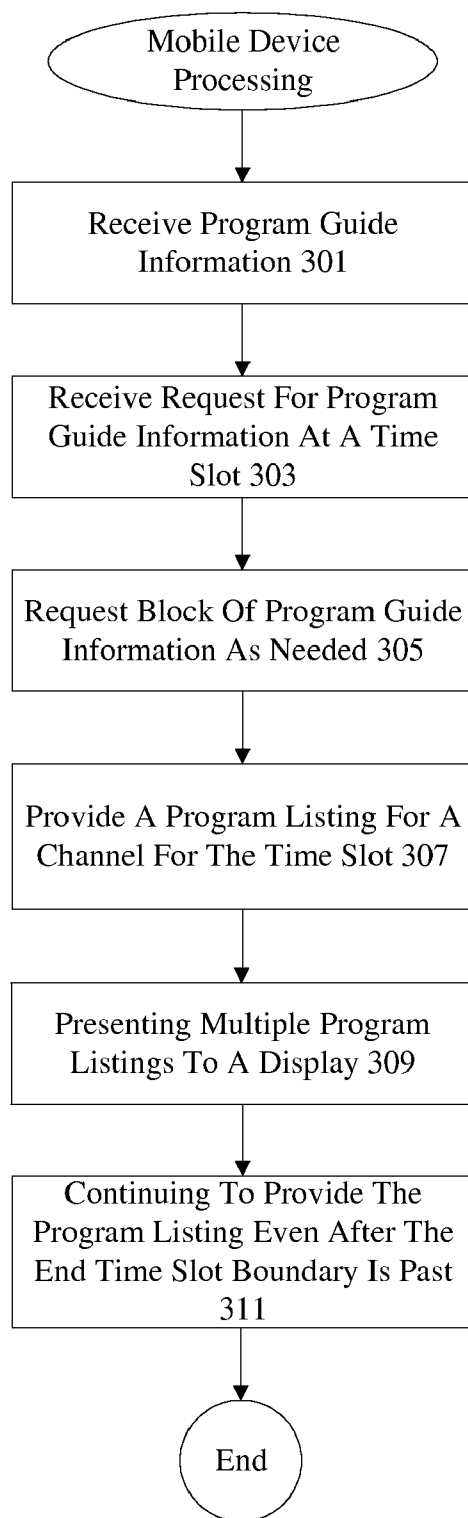 Mobile Device
Processing
Receive Program Guide
Information 301
Receive Request For Program
Guide Information At A Time
Slot 303
Request Block Of Program Guide
Information As Needed 305
Provide A Program Listing For A
Channel For The Time Slot 307
Presenting Multiple Program
Listings To A Display 309
Continuing To Provide The
Program Listing Even After The
End Time Slot Boundary Is Past
311
End